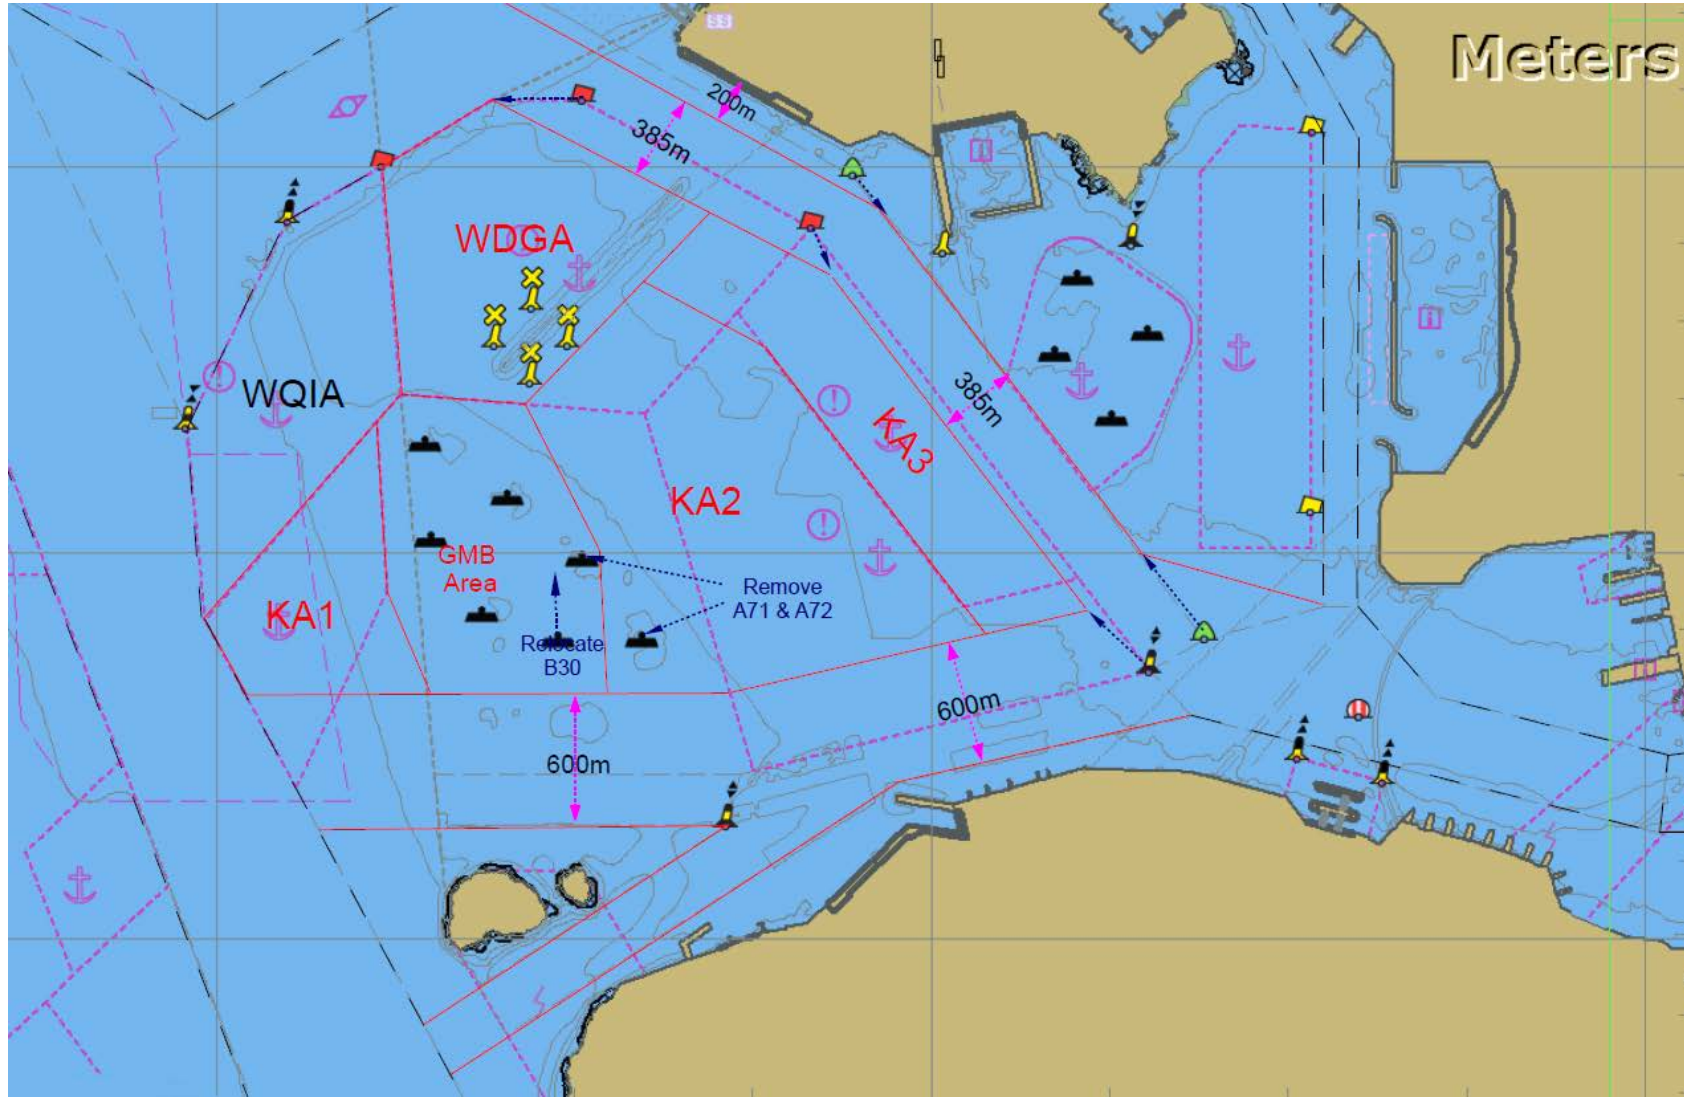 Meters
200m
385m
WDGA
WQIA
385m
KA3
KA2
GMB
Area
Remove
A71 & A72
KA1
Relocate
B30
600m
600m